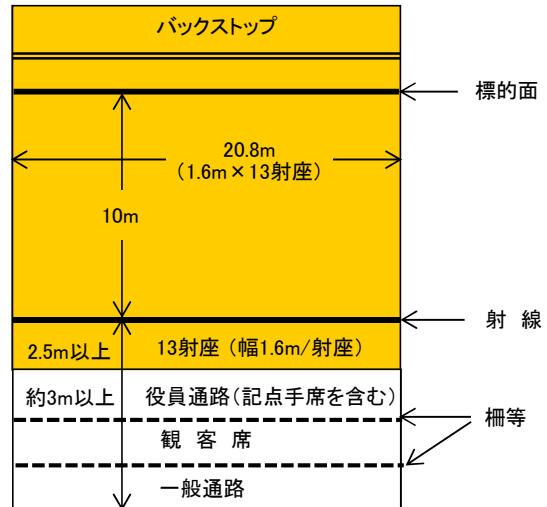 バックストップ
標的面
20.8m
（1.6m×13射座）
10m
射　線
2.5m以上
13射座（幅1.6m/射座）
約3m以上
役員通路（記点手席を含む）
柵等
観　客　席
一般通路